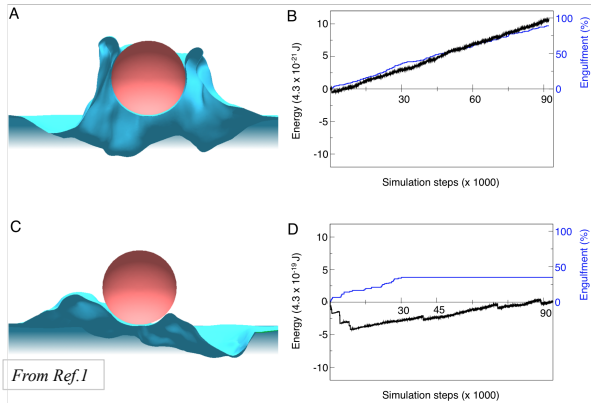 A
B
Energy (4.3 x 10-21 J)
10
5
0
-5
-10
30
60
90
100
50
0
Engulfment (%)
Simulation steps (x 1000)
C
From Ref.1
D
Energy (4.3 x 10-19 J)
10
5
0
-5
-10
30
45
90
100
50
0
Engulfment (%)
Simulation steps (x 1000)